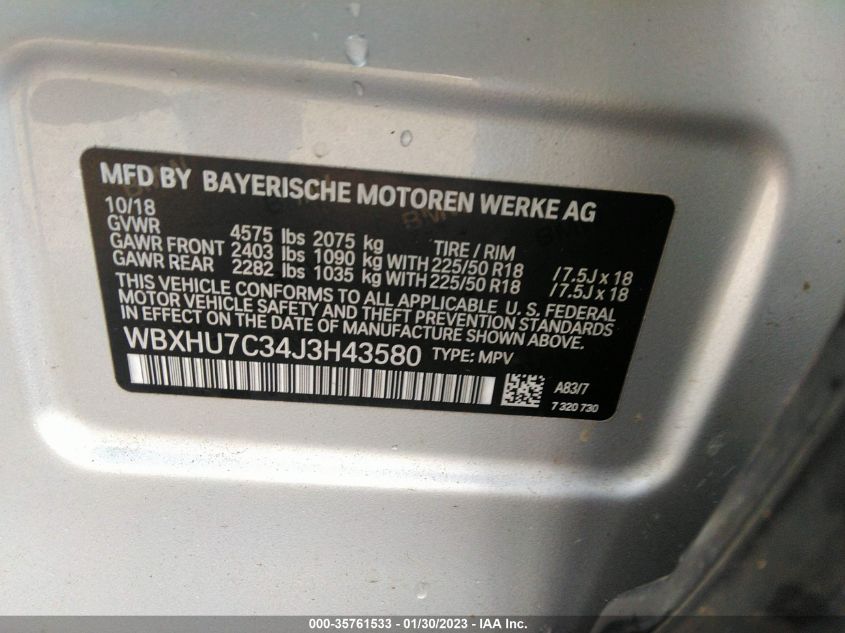 MFD BY BAYERISCHE MOTOREN WERKE AG
10/18
GVWR 4575 lbs 2075 kg TIRE / RIM
GAWR FRONT 2403 lbs 1090 kg WITH 225/50 R18 / 7.5J x 18
GAWR REAR 2282 lbs 1035 kg WITH 225/50 R18 / 7.5J x 18
THIS VEHICLE CONFORMS TO ALL APPLICABLE U. S. FEDERAL
MOTOR VEHICLE SAFETY AND THEFT PREVENTION STANDARDS
IN EFFECT ON THE DATE OF MANUFACTURE SHOWN ABOVE.
WBXHU7C34J3H43580 TYPE: MPV
A83/7
7 320 730
000-35761533 - 01/30/2023 - IAA Inc.